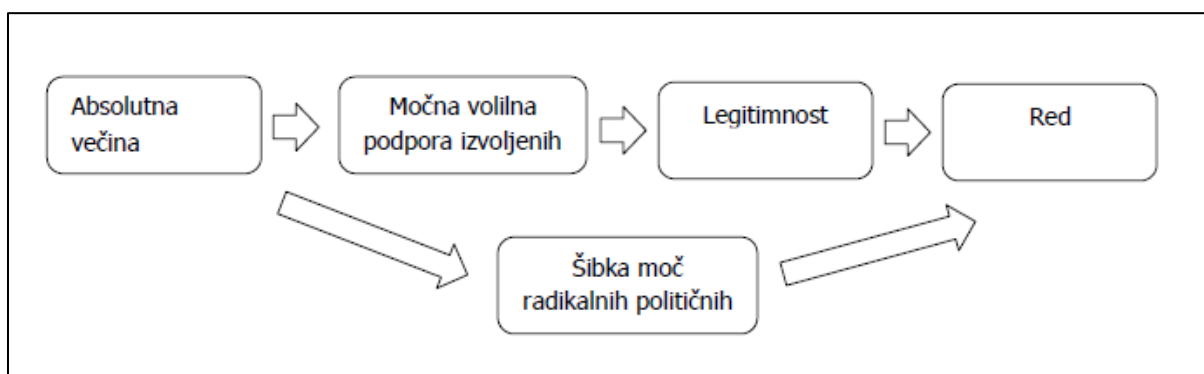 Absolutna
večina
Močna volilna
podpora izvoljenih
Legitimnost
Red
Šibka moč
radikalnih političnih